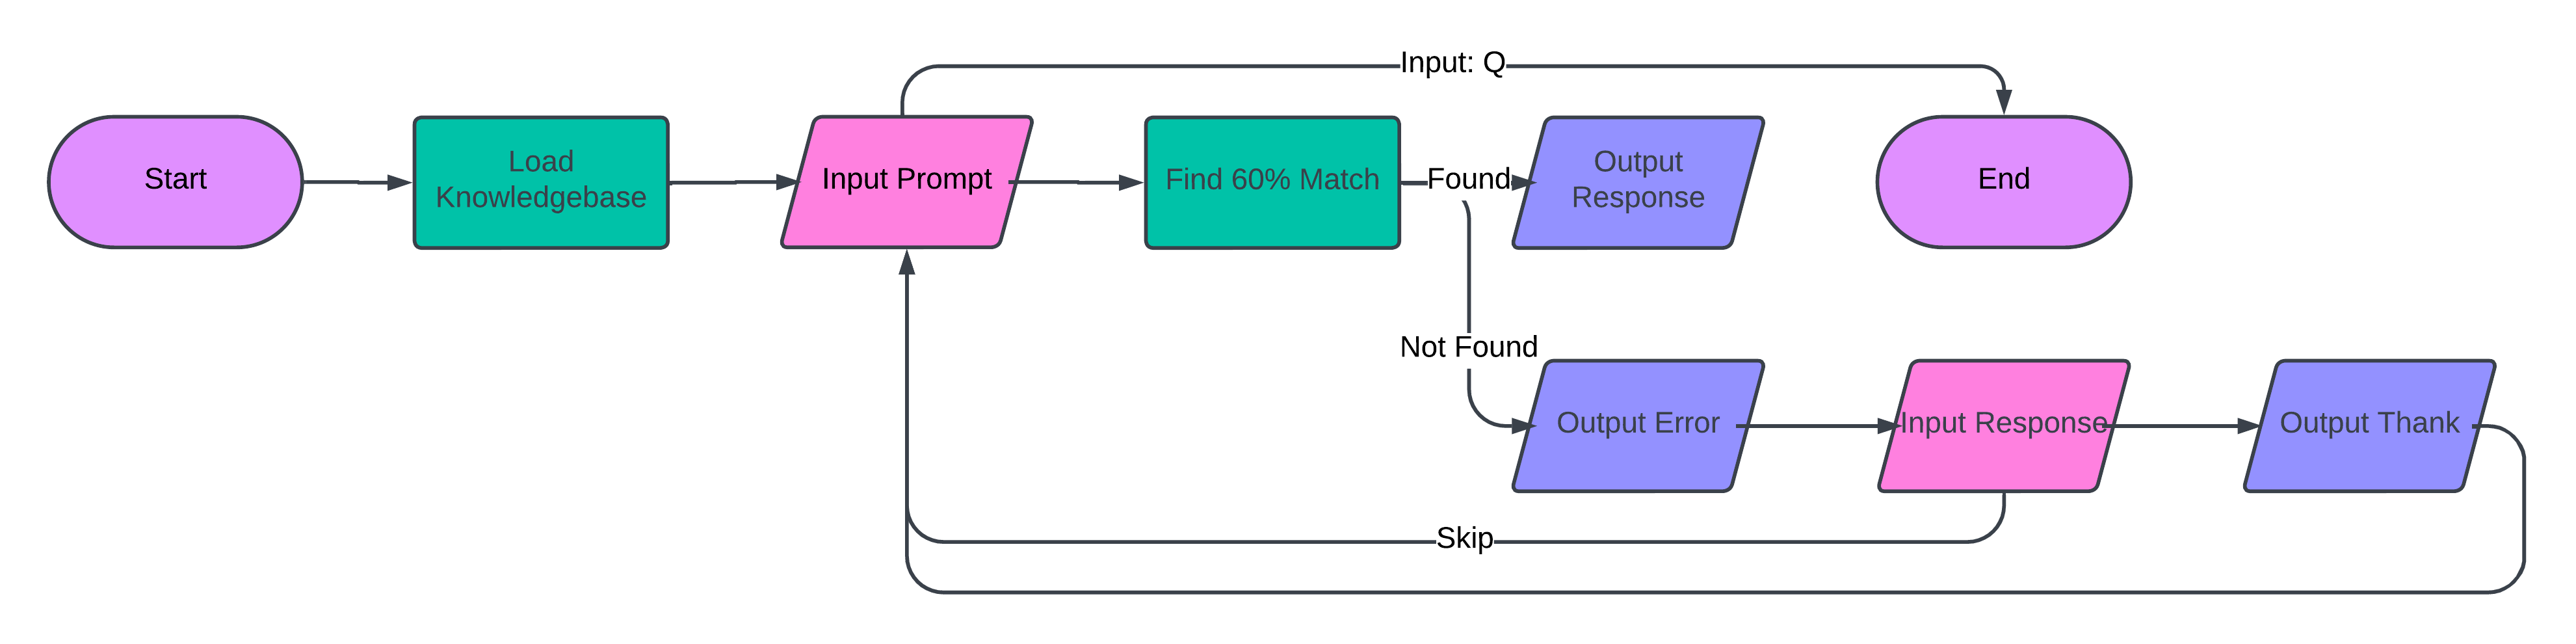 Input: Q
Start
Load
Knowledgebase
Input Prompt
Find 60% Match
Found
Output
Response
End
Not Found
Output Error
Input Response
Output Thank
Skip